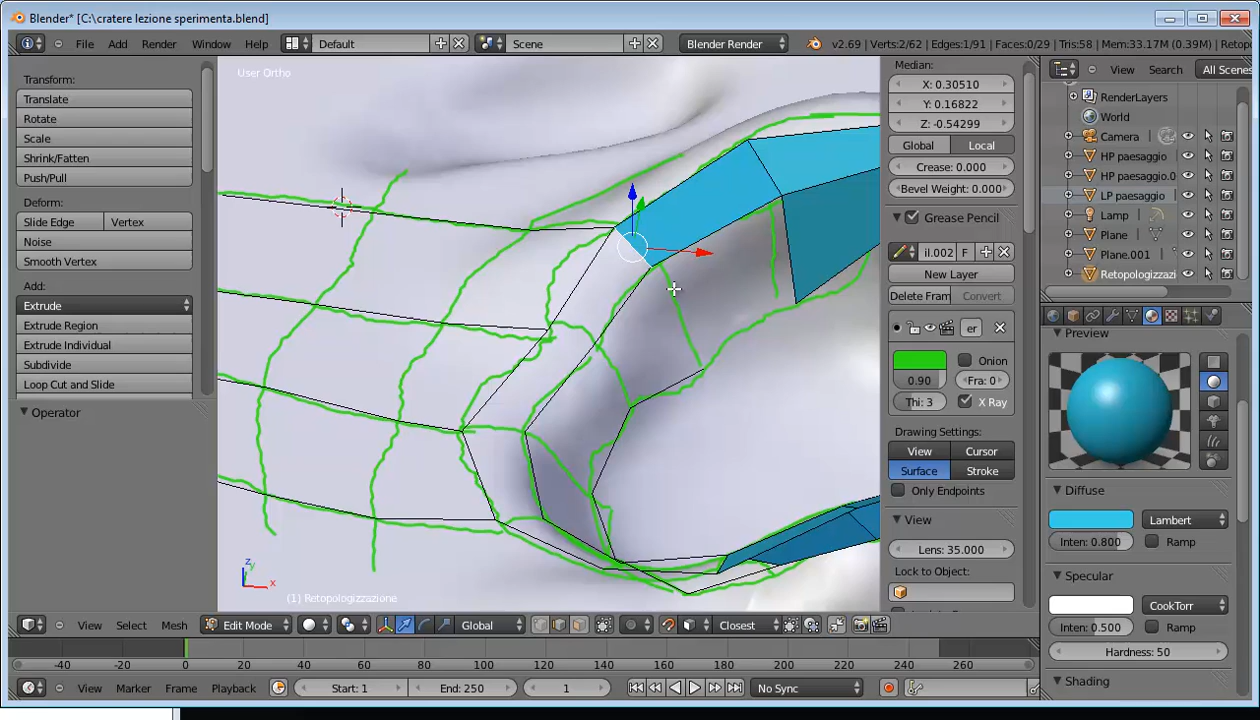 Blender* [C:\cratere lezione sperimenta.blend]
File Add Render Window Help Default Scene Blender Render v2.69 | Verts:2/62 | Edges:1/91 | Faces:0/29 | Tris:58 | Mem:33.17M (0.39M) | Retop
Transform:
Translate
Rotate
Scale
Shrink/Fatten
Push/Pull
Deform:
Slide Edge Vertex
Noise
Smooth Vertex
Add:
Extrude
Extrude Region
Extrude Individual
Subdivide
Loop Cut and Slide
Operator
User Ortho
z
y
x
(1) Retopologizzazione
Median:
X: 0.30510
Y: 0.16822
Z: -0.54299
Global Local
Crease: 0.000
Bevel Weight: 0.000
Grease Pencil
il.002 F
New Layer
Delete Fram Convert
er
Onion
0.90 Fra: 0
Thi: 3 X Ray
Drawing Settings:
View Cursor
Surface Stroke
Only Endpoints
View
Lens: 35.000
Lock to Object:
View Search All Scenes
RenderLayers
World
Camera
HP paesaggio
HP paesaggio.0
LP paesaggio
Lamp
Plane
Plane.001
Retopologizzazi
Preview
Diffuse
Lambert
Inten: 0.800 Ramp
Specular
CookTorr
Inten: 0.500 Ramp
Hardness: 50
Shading
View Select Mesh Edit Mode Global Closest
-40 -20 0 20 40 60 80 100 120 140 160 180 200 220 240 260
View Marker Frame Playback Start: 1 End: 250 1 No Sync